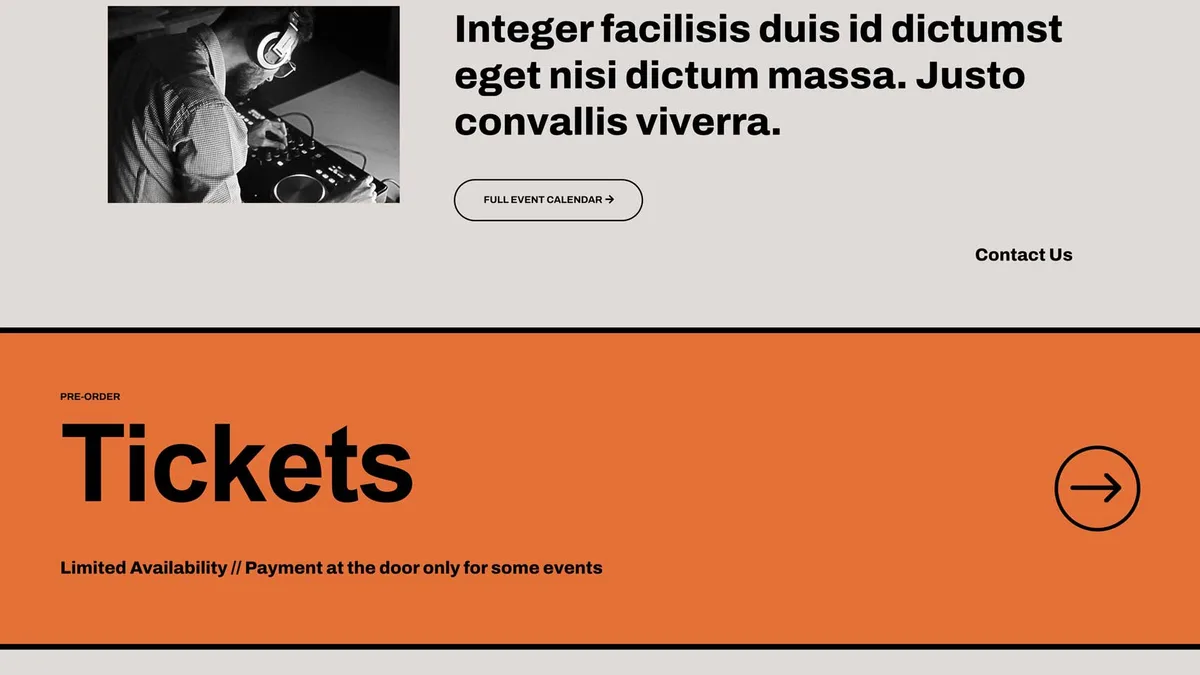 Integer facilisis duis id dictumst
eget nisi dictum massa. Justo
convallis viverra.
FULL EVENT CALENDAR →
Contact Us
PRE-ORDER
Tickets
Limited Availability // Payment at the door only for some events